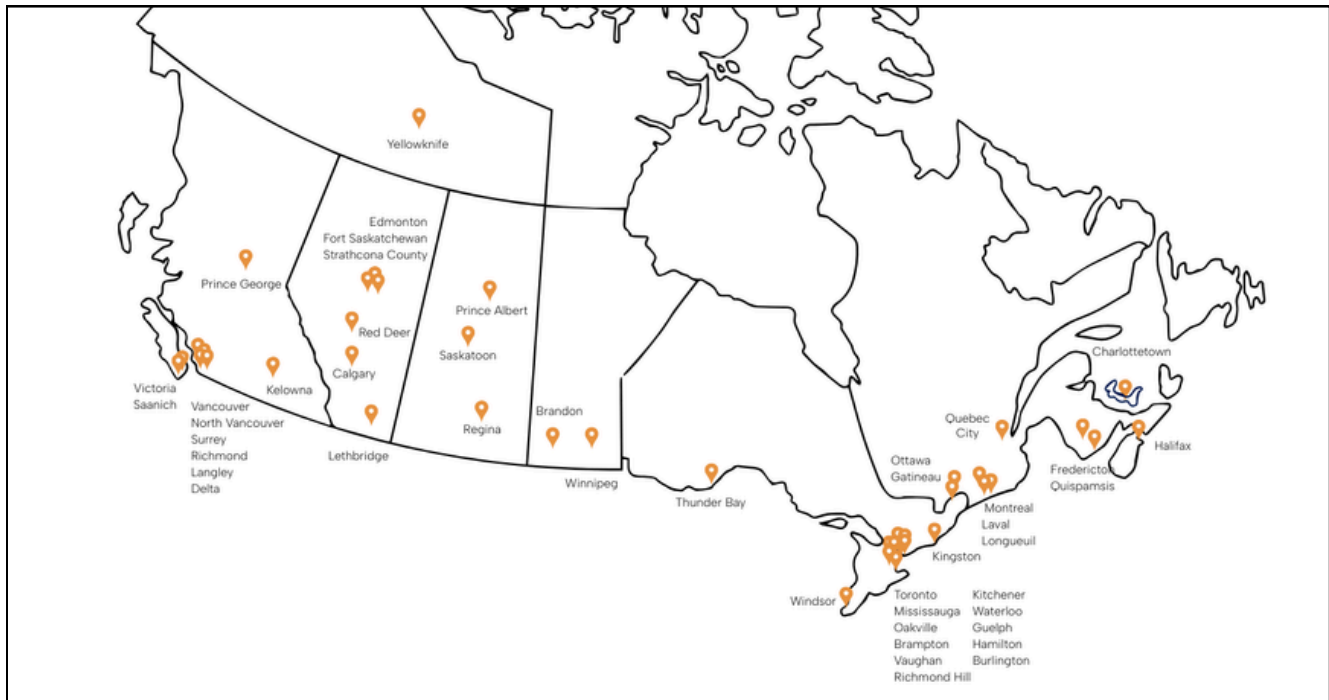 Yellowknife
Edmonton
Fort Saskatchewan
Strathcona County
Prince George
Prince Albert
Red Deer
Saskatoon
Calgary
Kelowna
Victoria
Saanich
Vancouver
North Vancouver
Surrey
Richmond
Langley
Delta
Lethbridge
Regina
Brandon
Winnipeg
Thunder Bay
Charlottetown
Quebec
City
Halifax
Fredericton
Quispamsis
Ottawa
Gatineau
Montreal
Laval
Longueuil
Kingston
Windsor
Toronto
Mississauga
Oakville
Brampton
Vaughan
Richmond Hill
Kitchener
Waterloo
Guelph
Hamilton
Burlington